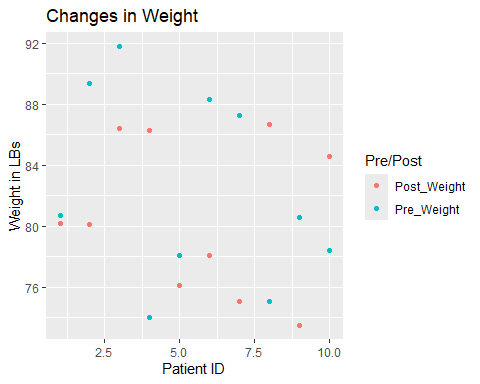 Changes in Weight
92
88
84
80
76
Weight in LBs
2.5
5.0
7.5
10.0
Patient ID
Pre/Post
Post_Weight
Pre_Weight